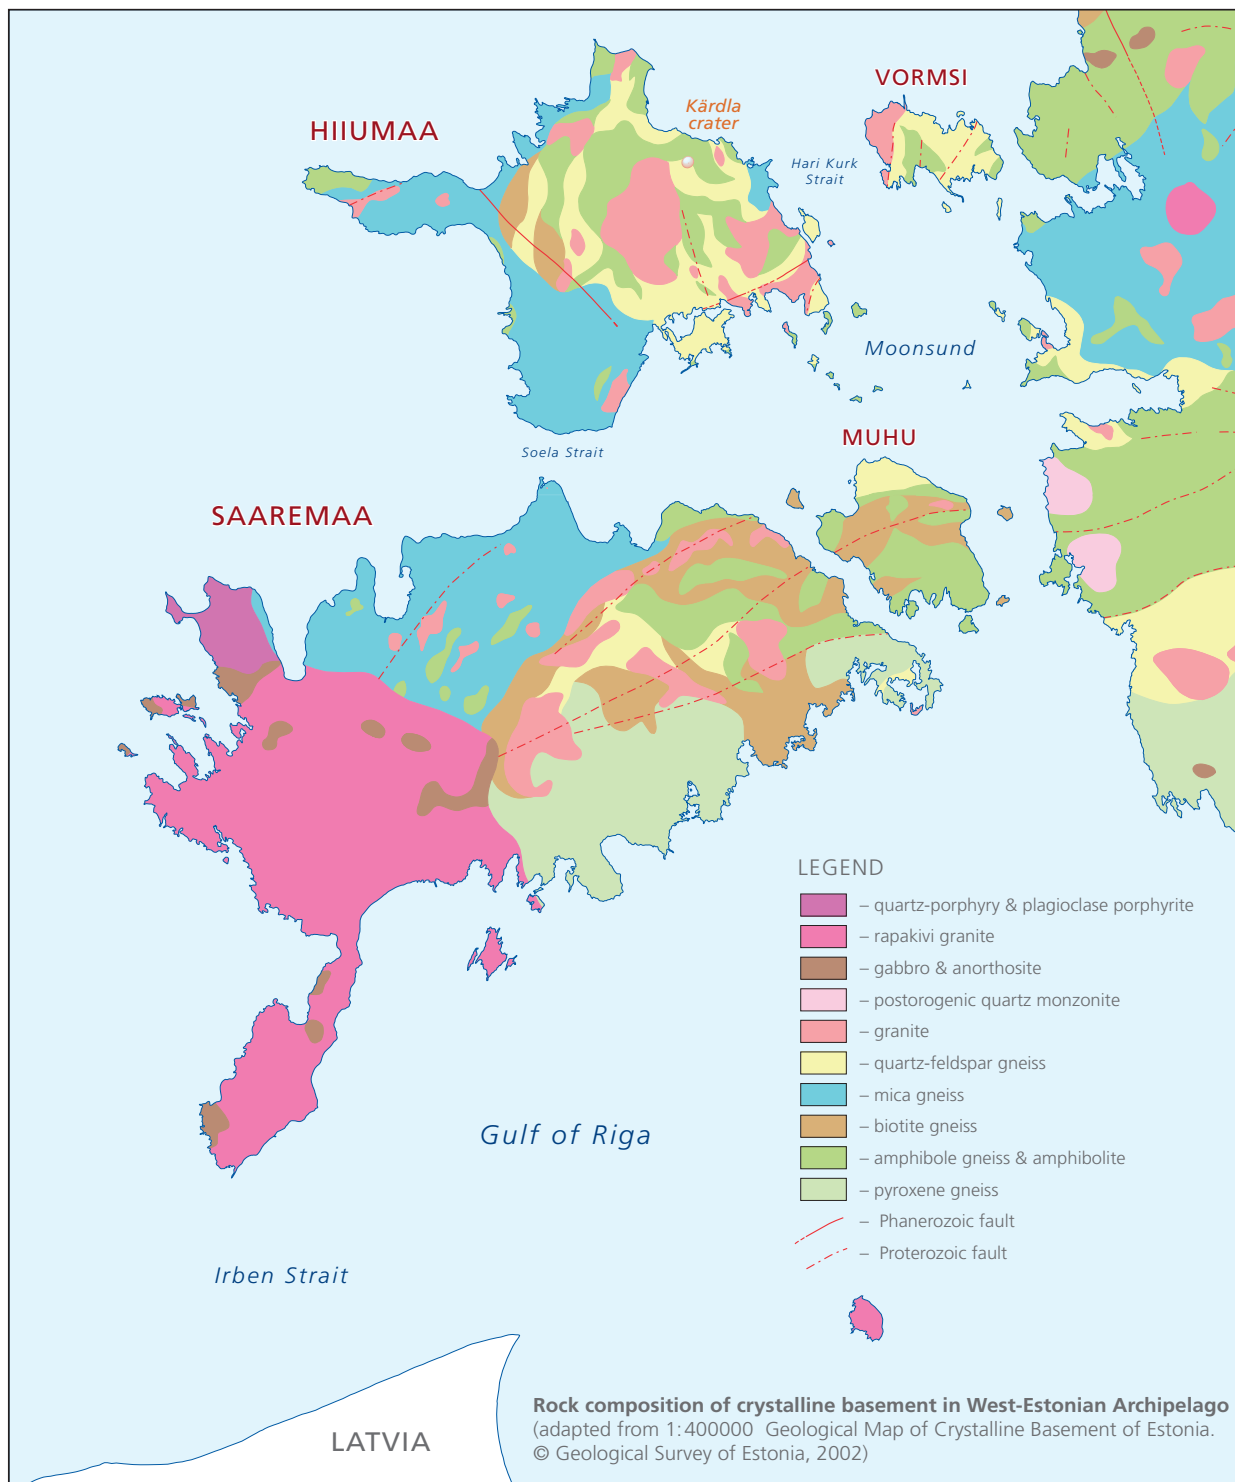 VORMSI
Kärdla
crater
HIIUMAA
Hari Kurk
Strait
Moonsund
MUHU
Soela Strait
SAAREMAA
LEGEND
– quartz-porphyry & plagioclase porphyrite
– rapakivi granite
– gabbro & anorthosite
– postorogenic quartz monzonite
– granite
– quartz-feldspar gneiss
– mica gneiss
– biotite gneiss
– amphibole gneiss & amphibolite
– pyroxene gneiss
– Phanerozoic fault
– Proterozoic fault
Gulf of Riga
Irben Strait
LATVIA
Rock composition of crystalline basement in West-Estonian Archipelago
(adapted from 1:400000 Geological Map of Crystalline Basement of Estonia.
© Geological Survey of Estonia, 2002)